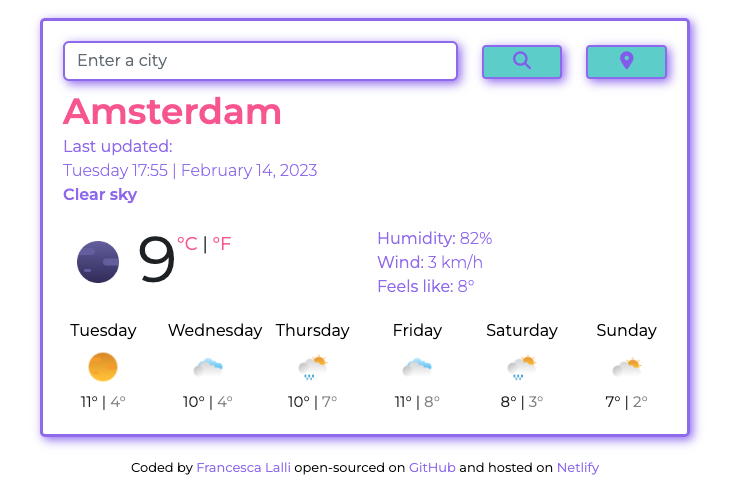 Enter a city
Amsterdam
Last updated:
Tuesday 17:55 | February 14, 2023
Clear sky
9 °C | °F
Humidity: 82%
Wind: 3 km/h
Feels like: 8°
Tuesday Wednesday Thursday Friday Saturday Sunday
11° | 4° 10° | 4° 10° | 7° 11° | 8° 8° | 3° 7° | 2°
Coded by Francesca Lalli open-sourced on GitHub and hosted on Netlify